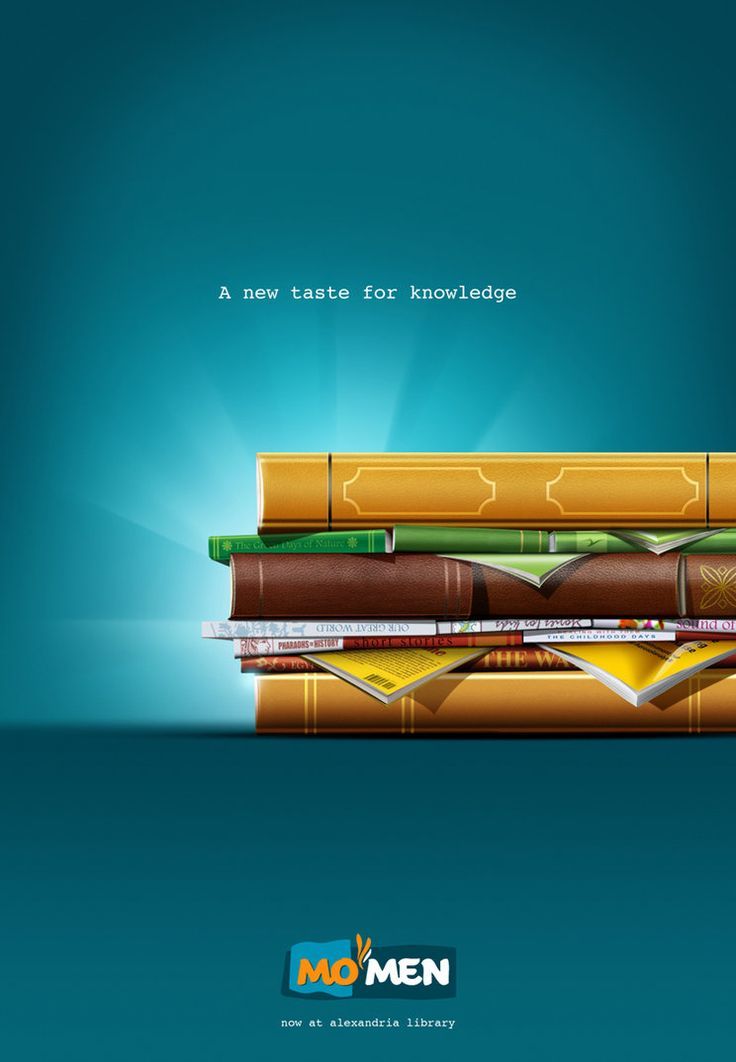 A new taste for knowledge
The Green Days of Nature
OUR GREAT WORLD
Stories for kids
sound of
PHARAOHS of HISTORY
short stories
THE CHILDHOOD DAYS
THE WA
MO'MEN
now at alexandria library